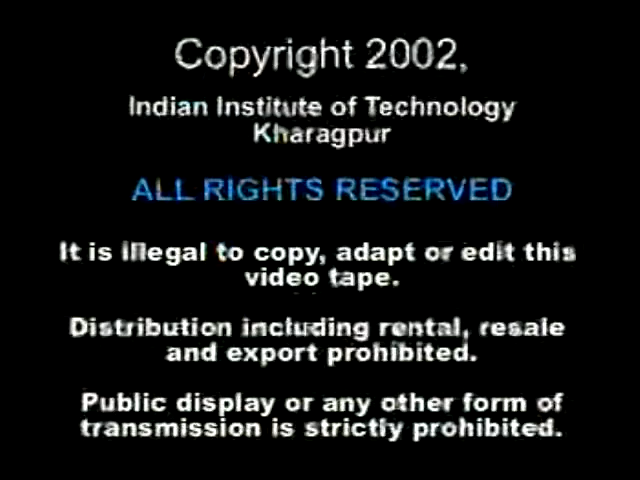 Copyright 2002,
Indian Institute of Technology
Kharagpur
ALL RIGHTS RESERVED
It is illegal to copy, adapt or edit this
video tape.
Distribution including rental, resale
and export prohibited.
Public display or any other form of
transmission is strictly prohibited.